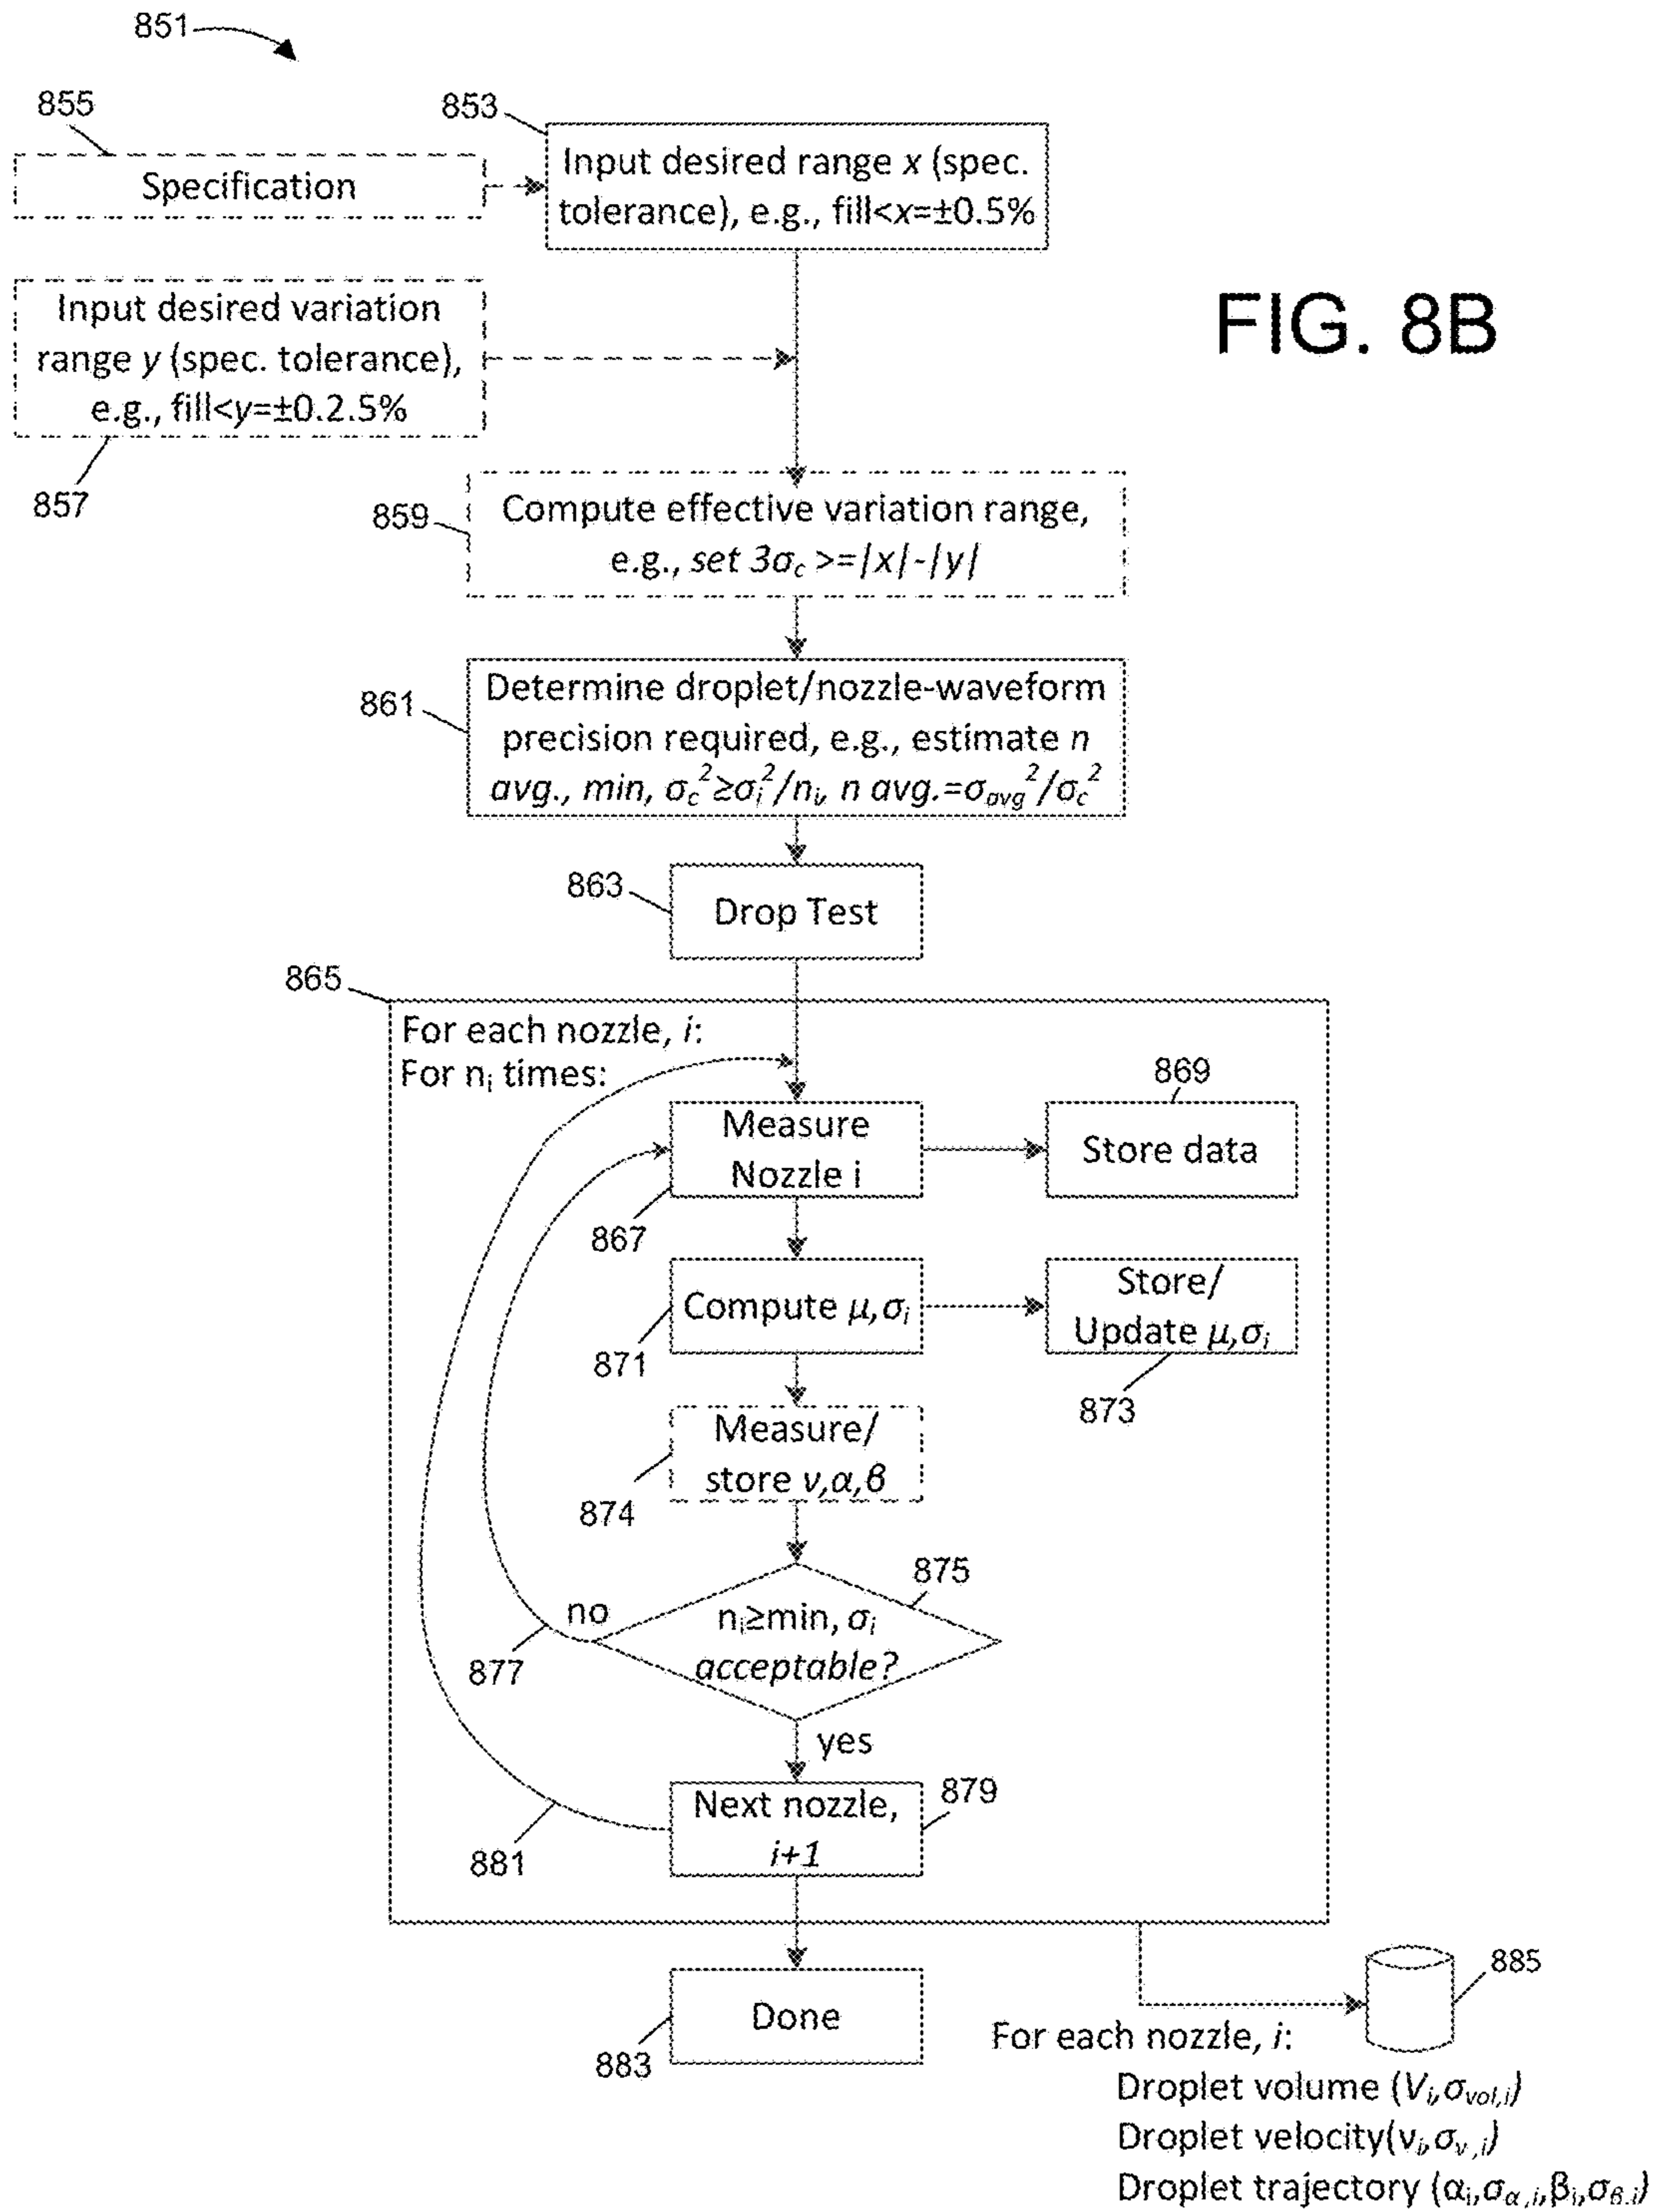 851
855
853
Specification
Input desired range x (spec.
tolerance), e.g., fill<x=±0.5%
FIG. 8B
Input desired variation
range y (spec. tolerance),
e.g., fill<y=±0.2.5%
857
859
Compute effective variation range,
e.g., set 3σc >=|x|-|y|
861
Determine droplet/nozzle-waveform
precision required, e.g., estimate n
avg., min, σc²≥σi²/ni, n avg.=σavg²/σc²
863
Drop Test
865
For each nozzle, i:
For ni times:
Measure
Nozzle i
867
869
Store data
Compute μ,σi
871
Store/
Update μ,σi
873
Measure/
store ν,α,β
874
875
ni≥min, σi
acceptable?
no
877
yes
Next nozzle,
i+1
879
881
Done
883
885
For each nozzle, i:
Droplet volume (Vi,σvol,i)
Droplet velocity(νi,σν,i)
Droplet trajectory (αi,σα,i,βi,σβ,i)